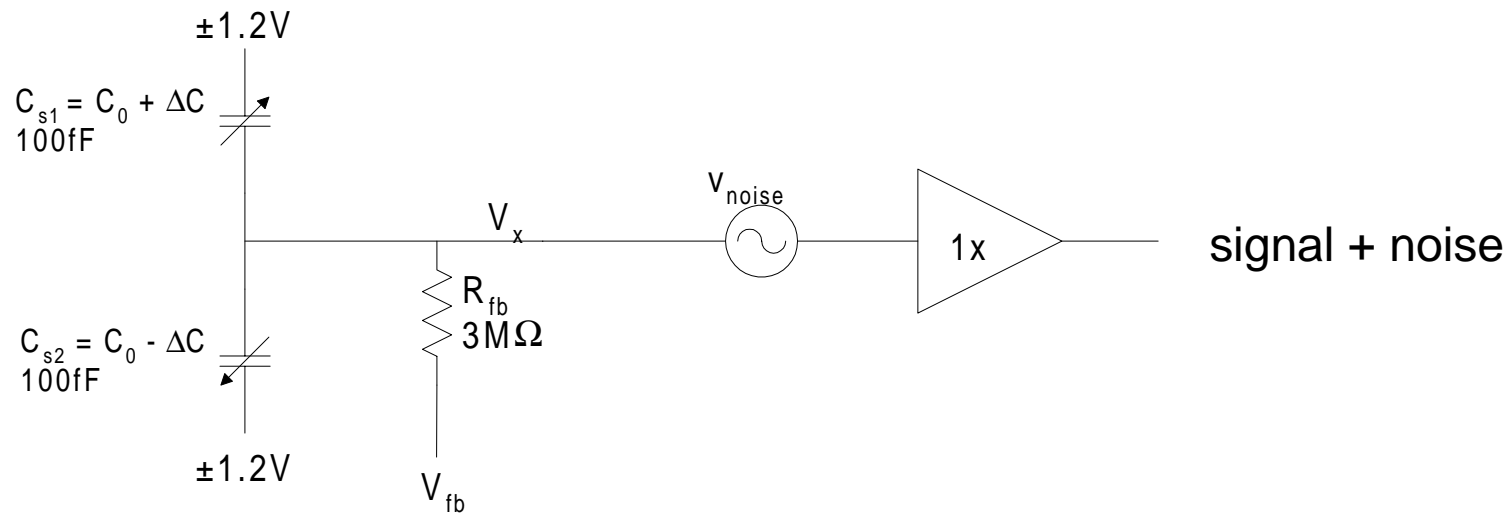 ±1.2V
C_s1 = C_0 + ΔC
100fF
V_x
v_noise
1x
signal + noise
R_fb
3MΩ
C_s2 = C_0 - ΔC
100fF
±1.2V
V_fb